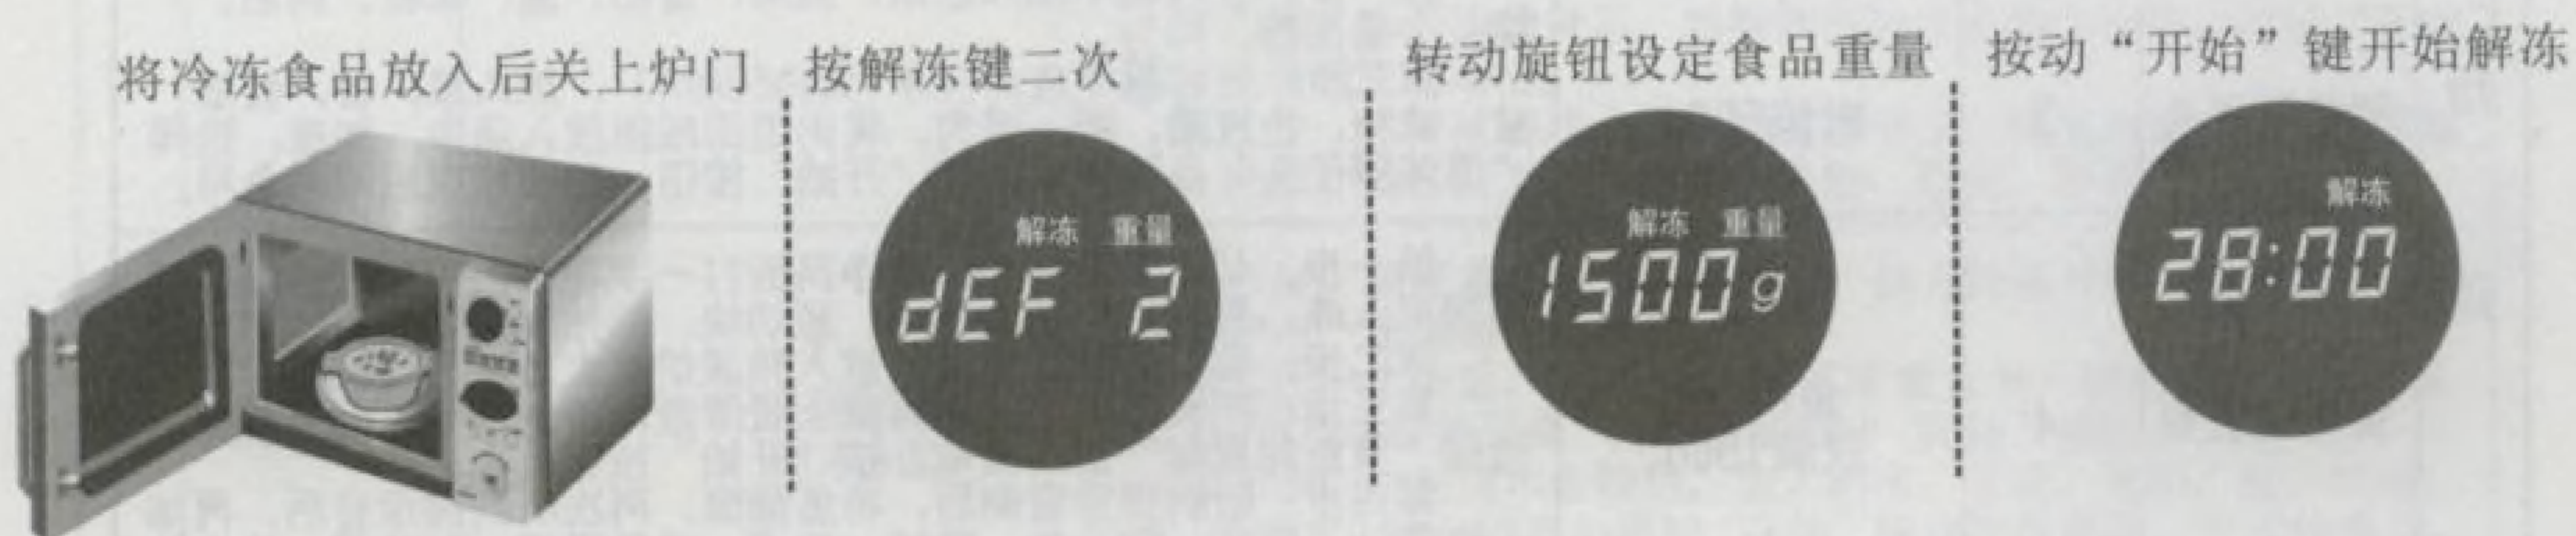 将冷冻食品放入后关上炉门
按解冻键二次
解冻 重量
dEF 2
转动旋钮设定食品重量
解冻 重量
1500g
按动“开始”键开始解冻
解冻
28:00